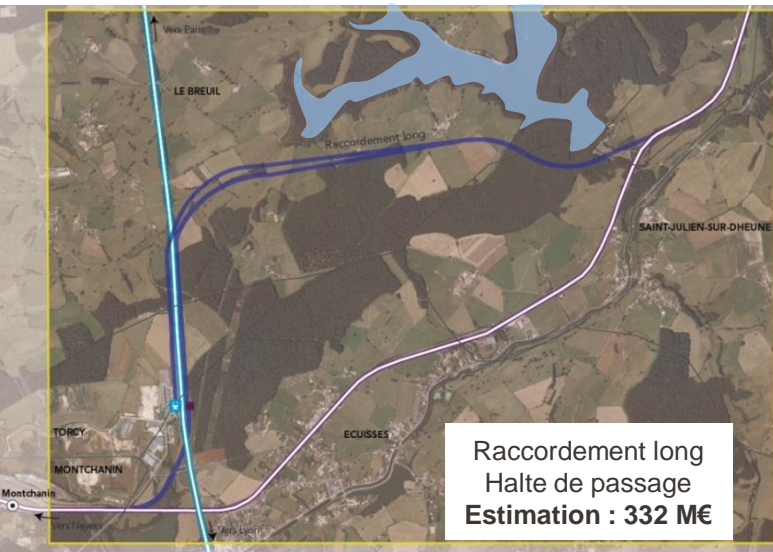 Vers Paris
LE BREUIL
Raccordement long
SAINT-JULIEN-SUR-DHEUNE
TORCY
ECUISSES
MONTCHANIN
Montchanin
Vers Nevers
Vers Lyon
Raccordement long
Halte de passage
Estimation : 332 M€